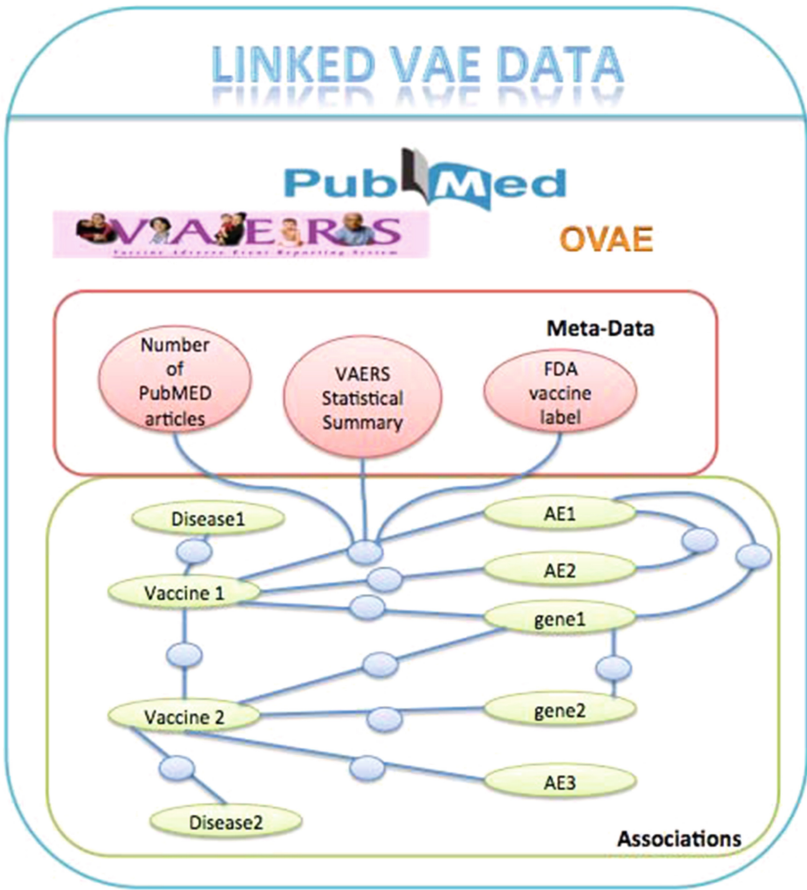 LINKED VAE DATA
PubMed
VAERS
Vaccine Adverse Event Reporting System
OVAE
Meta-Data
Number
of
PubMED
articles
VAERS
Statistical
Summary
FDA
vaccine
label
Disease1
AE1
AE2
Vaccine 1
gene1
Vaccine 2
gene2
AE3
Disease2
Associations